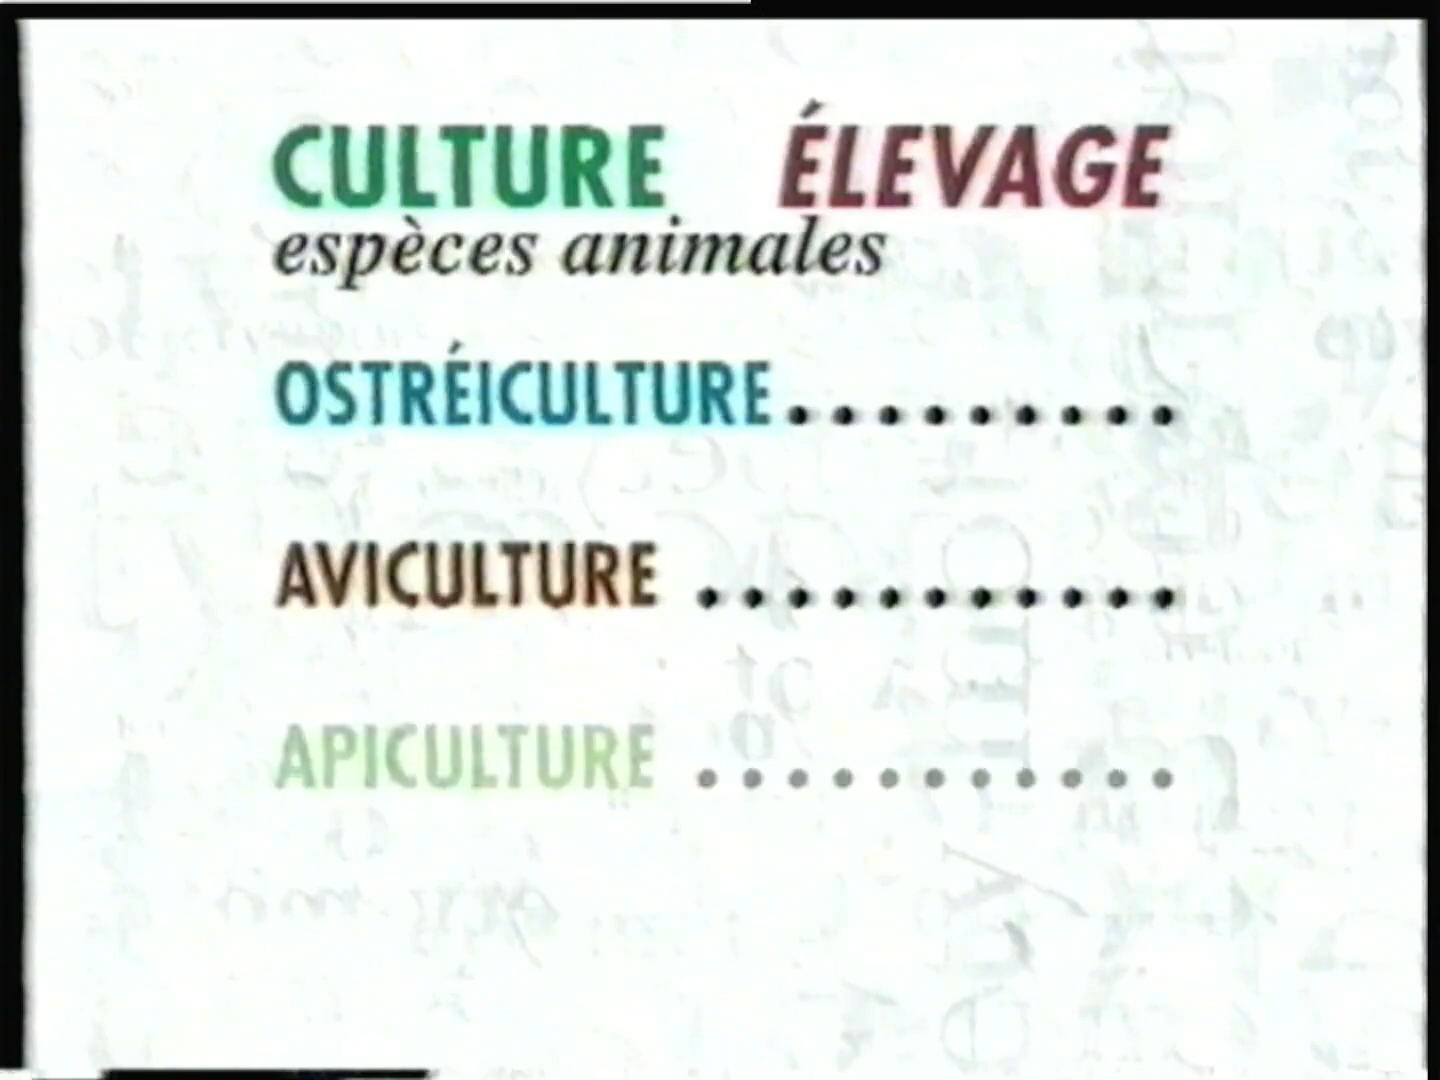 CULTURE ÉLEVAGE
espèces animales
OSTRÉICULTURE.........
AVICULTURE ...........
APICULTURE ...........